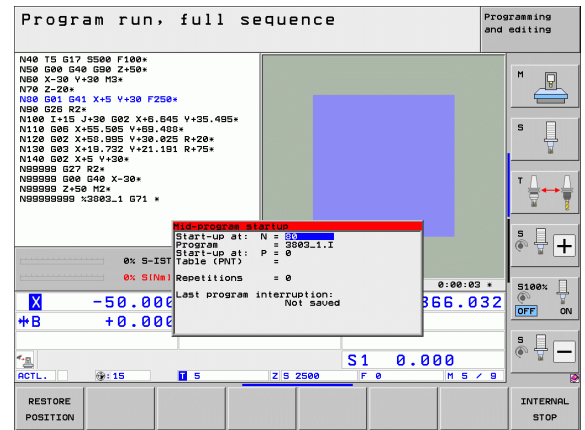 Program run, full sequence
Programming
and editing
N40 T5 G17 S500 F100*
N50 G00 G40 G90 Z+50*
N60 X-30 Y+30 M3*
N70 Z-20*
N80 G01 G41 X+5 Y+30 F250*
N90 G26 R2*
N100 I+15 J+30 G02 X+6.645 Y+35.495*
N110 G06 X+55.505 Y+69.488*
N120 G02 X+58.995 Y+30.025 R+20*
N130 G03 X+19.732 Y+21.191 R+75*
N140 G02 X+5 Y+30*
N99999 G27 R2*
N99999 G00 G40 X-30*
N99999 Z+50 M2*
N99999999 %3803_1 G71 *
Mid-program startup
Start-up at: N = 80
Program = 3803_1.I
Start-up at: P = 0
Table (PNT) =
Repetitions = 0
Last program interruption:
Not saved
0% S-IST
0% S[Nm]
0:00:03 *
X -50.000
366.032
B +0.000
S1 0.000
ACTL.
: 15
T 5
Z S 2500
F 0
M 5 / 9
M
S
T
S
+
S100%
OFF ON
S
-
RESTORE
POSITION
INTERNAL
STOP